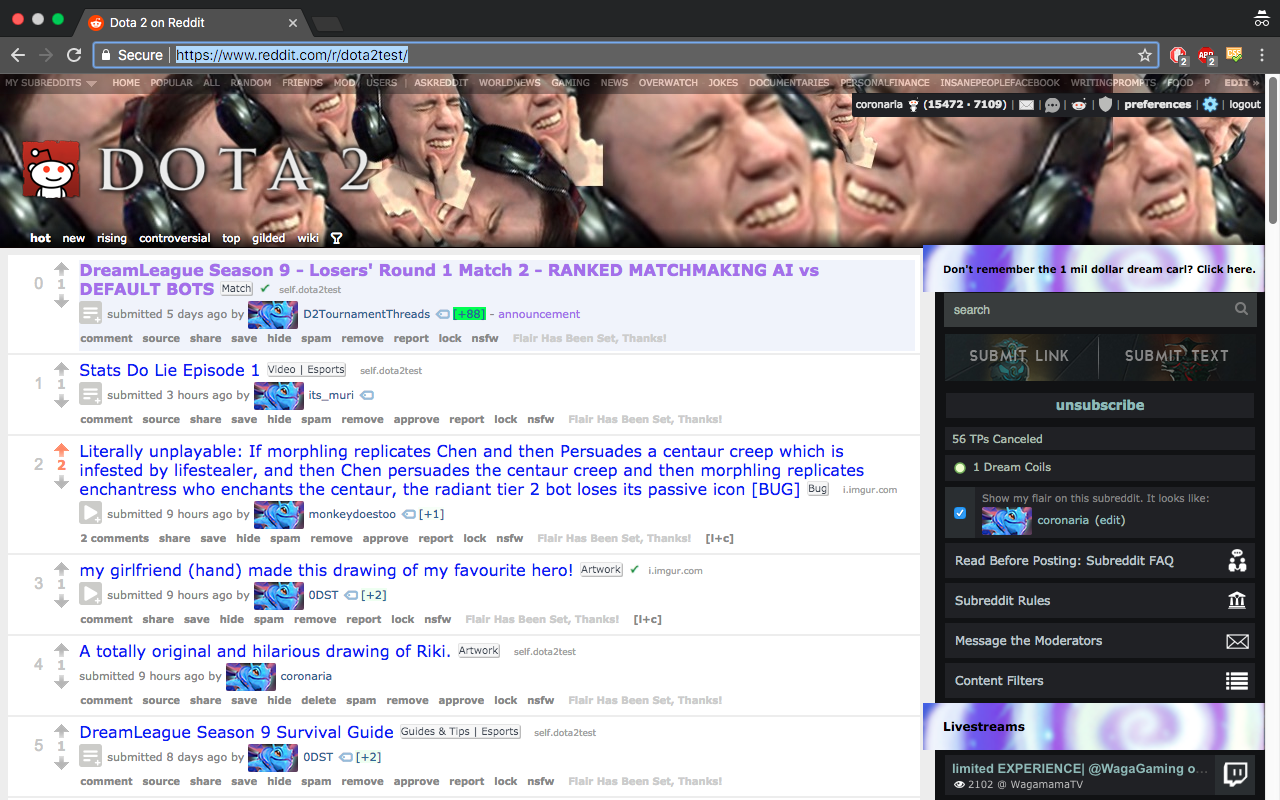 Dota 2 on Reddit
Secure | https://www.reddit.com/r/dota2test/
2 2
MY SUBREDDITS HOME POPULAR ALL RANDOM FRIENDS MOD USERS | ASKREDDIT WORLDNEWS GAMING NEWS OVERWATCH JOKES DOCUMENTARIES PERSONALFINANCE INSANEPEOPLEFACEBOOK WRITINGPROMPTS FOOD P EDIT »
coronaria (15472 · 7109) | | | | | preferences | | logout
DOTA 2
hot new rising controversial top gilded wiki
0
1
DreamLeague Season 9 - Losers' Round 1 Match 2 - RANKED MATCHMAKING AI vs
DEFAULT BOTS Match ✔ self.dota2test
submitted 5 days ago by D2TournamentThreads [+88] - announcement
comment source share save hide spam remove report lock nsfw Flair Has Been Set, Thanks!
1
1
Stats Do Lie Episode 1 Video | Esports self.dota2test
submitted 3 hours ago by its_muri
comment source share save hide spam remove approve report lock nsfw Flair Has Been Set, Thanks!
2
2
Literally unplayable: If morphling replicates Chen and then Persuades a centaur creep which is
infested by lifestealer, and then Chen persuades the centaur creep and then morphling replicates
enchantress who enchants the centaur, the radiant tier 2 bot loses its passive icon [BUG] Bug i.imgur.com
submitted 9 hours ago by monkeydoestoo [+1]
2 comments share save hide spam remove approve report lock nsfw Flair Has Been Set, Thanks! [l+c]
3
1
my girlfriend (hand) made this drawing of my favourite hero! Artwork ✔ i.imgur.com
submitted 9 hours ago by 0DST [+2]
comment share save hide spam remove report lock nsfw Flair Has Been Set, Thanks! [l+c]
4
1
A totally original and hilarious drawing of Riki. Artwork self.dota2test
submitted 9 hours ago by coronaria
comment source share save hide delete spam remove approve lock nsfw Flair Has Been Set, Thanks!
5
1
DreamLeague Season 9 Survival Guide Guides & Tips | Esports self.dota2test
submitted 8 days ago by 0DST [+2]
comment source share save hide spam remove approve report lock nsfw Flair Has Been Set, Thanks!
Don't remember the 1 mil dollar dream carl? Click here.
search
SUBMIT LINK SUBMIT TEXT
unsubscribe
56 TPs Canceled
1 Dream Coils
Show my flair on this subreddit. It looks like:
coronaria (edit)
Read Before Posting: Subreddit FAQ
Subreddit Rules
Message the Moderators
Content Filters
Livestreams
limited EXPERIENCE| @WagaGaming o...
2102 @ WagamamaTV